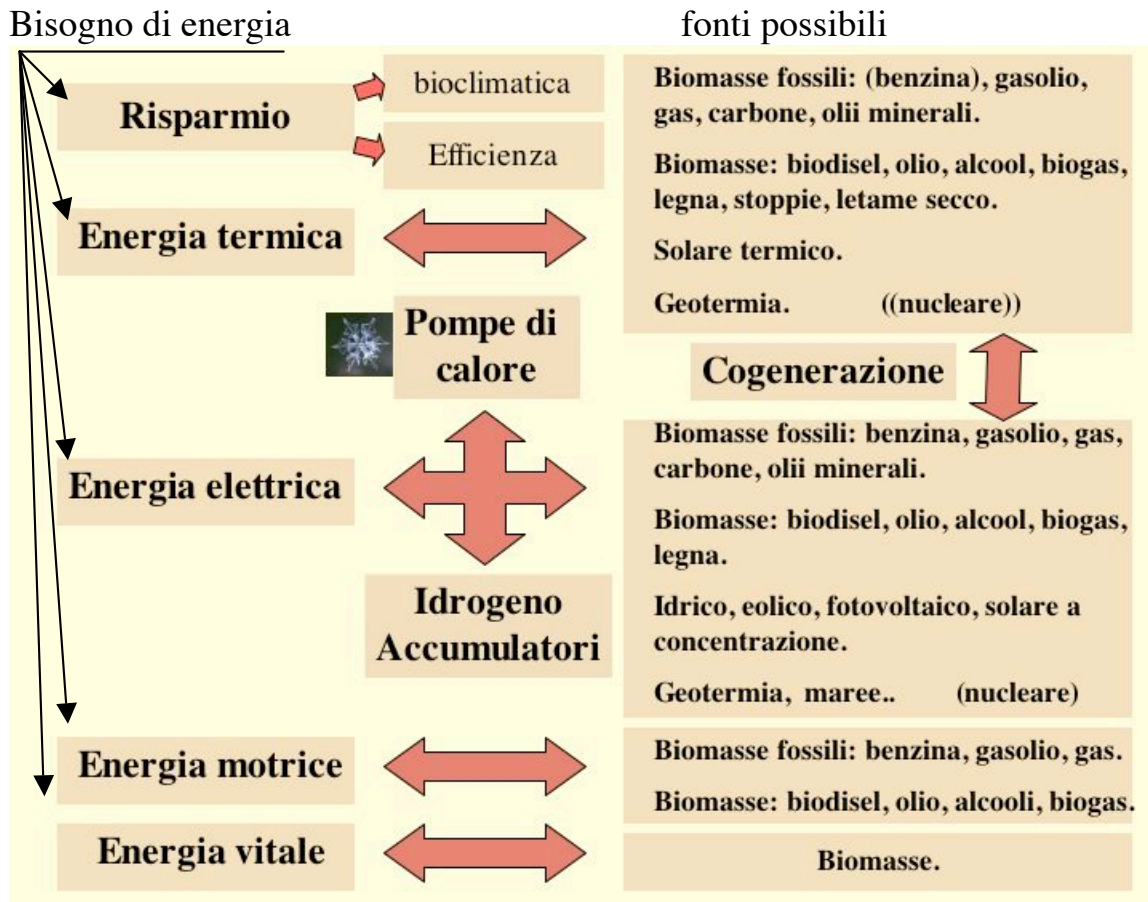 Bisogno di energia
fonti possibili
Risparmio
bioclimatica
Efficienza
Biomasse fossili: (benzina), gasolio,
gas, carbone, olii minerali.
Biomasse: biodisel, olio, alcool, biogas,
legna, stoppie, letame secco.
Solare termico.
Geotermia. ((nucleare))
Energia termica
Pompe di
calore
Cogenerazione
Energia elettrica
Biomasse fossili: benzina, gasolio, gas,
carbone, olii minerali.
Biomasse: biodisel, olio, alcool, biogas,
legna.
Idrico, eolico, fotovoltaico, solare a
concentrazione.
Geotermia, maree.. (nucleare)
Idrogeno
Accumulatori
Energia motrice
Biomasse fossili: benzina, gasolio, gas.
Biomasse: biodisel, olio, alcooli, biogas.
Energia vitale
Biomasse.